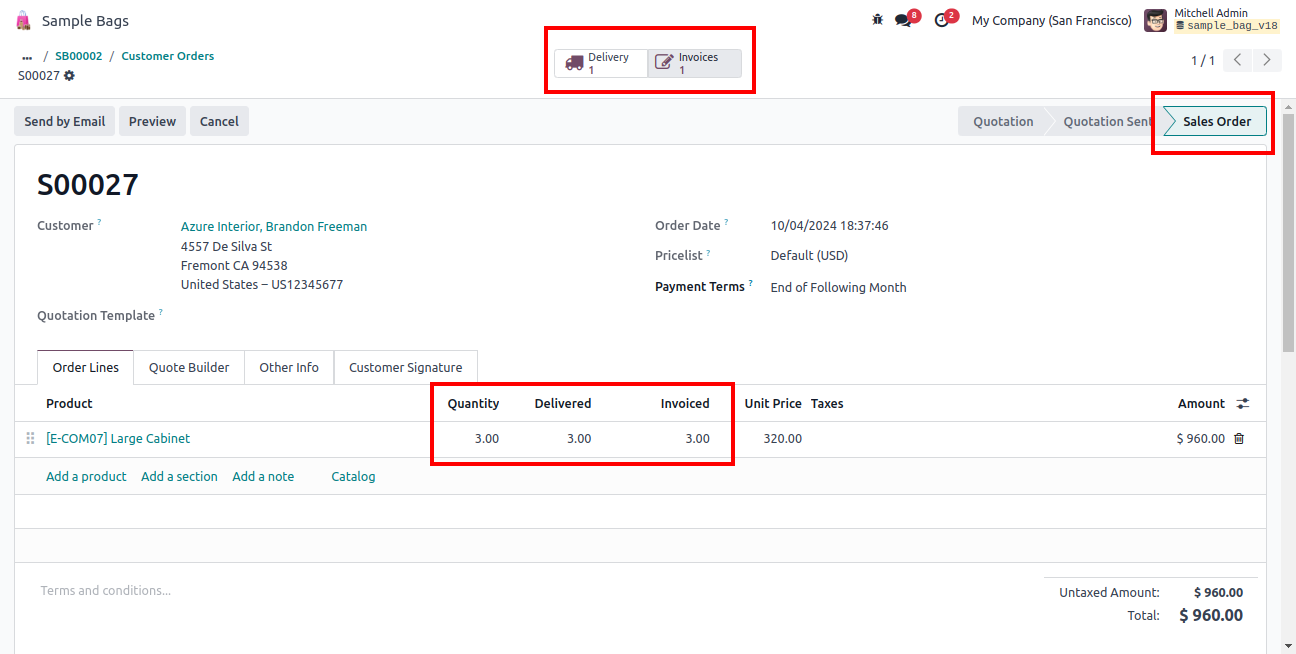 Sample Bags
8
2
My Company (San Francisco)
Mitchell Admin
sample_bag_v18
... / SB00002 / Customer Orders
S00027
Delivery
1
Invoices
1
1 / 1
Send by Email
Preview
Cancel
Quotation
Quotation Sent
Sales Order
S00027
Customer ?
Azure Interior, Brandon Freeman
4557 De Silva St
Fremont CA 94538
United States – US12345677
Quotation Template ?
Order Date ?
10/04/2024 18:37:46
Pricelist ?
Default (USD)
Payment Terms ?
End of Following Month
Order Lines
Quote Builder
Other Info
Customer Signature
Product Quantity Delivered Invoiced Unit Price Taxes Amount
[E-COM07] Large Cabinet 3.00 3.00 3.00 320.00 $ 960.00
Add a product Add a section Add a note Catalog
Terms and conditions...
Untaxed Amount: $ 960.00
Total: $ 960.00